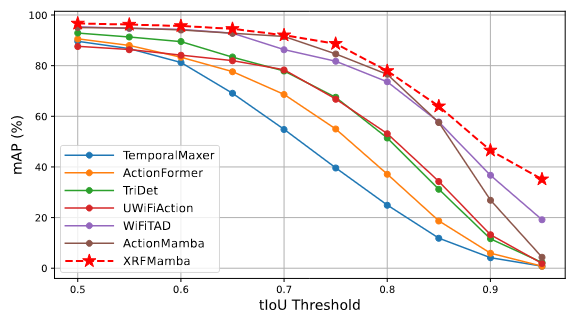 100
80
60
40
20
0
mAP (%)
TemporalMaxer
ActionFormer
TriDet
UWiFiAction
WiFiTAD
ActionMamba
XRFMamba
0.5 0.6 0.7 0.8 0.9
tIoU Threshold